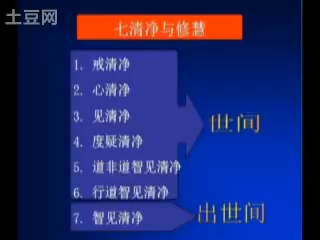 土豆网
七清净与修慧
1. 戒清净
2. 心清净
3. 见清净
4. 度疑清净
5. 道非道智见清净
6. 行道智见清净
7. 智见清净
世间
出世间